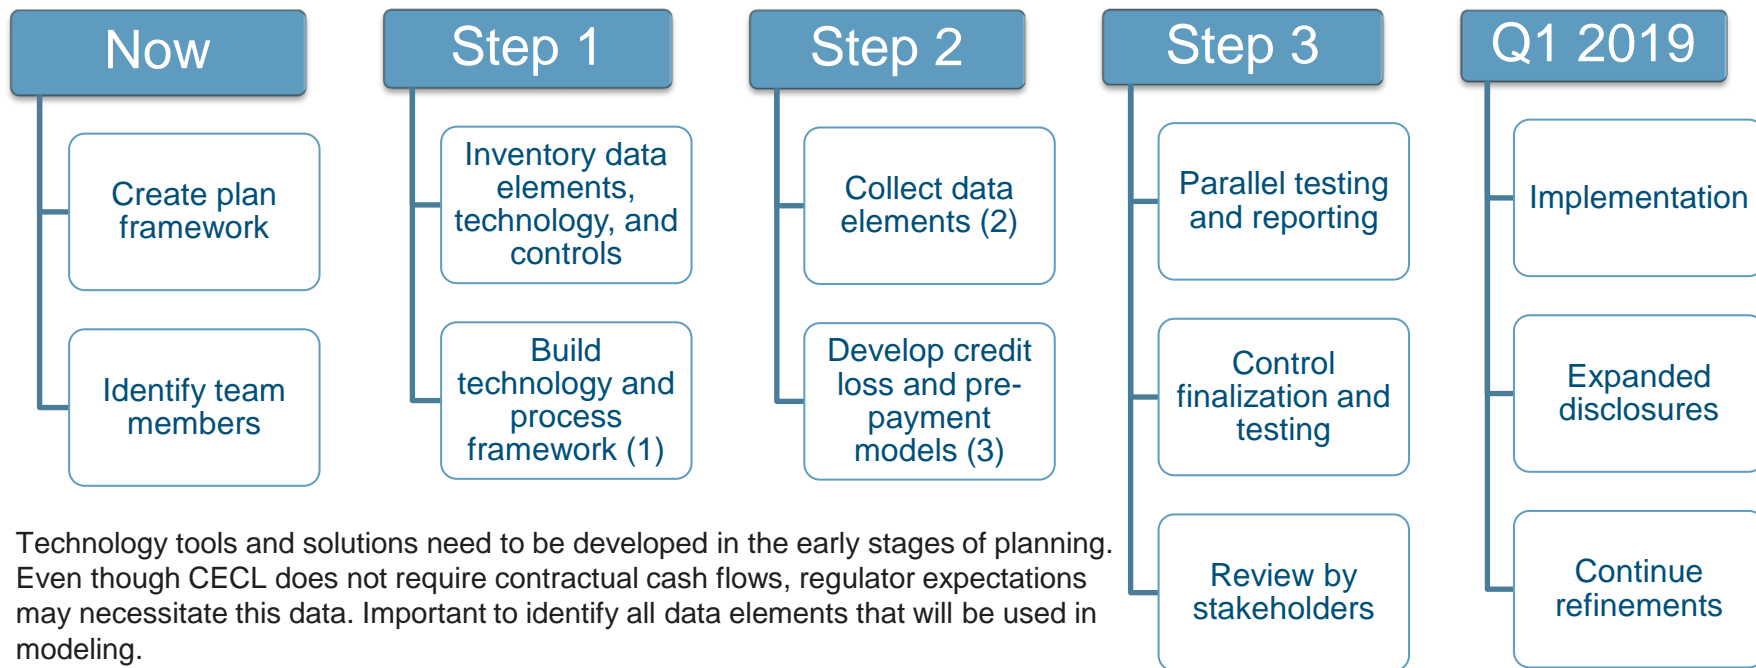 Now
Create plan
framework
Identify team
members
Step 1
Inventory data
elements,
technology, and
controls
Build
technology and
process
framework (1)
Step 2
Collect data
elements (2)
Develop credit
loss and pre-
payment
models (3)
Step 3
Parallel testing
and reporting
Control
finalization and
testing
Review by
stakeholders
Q1 2019
Implementation
Expanded
disclosures
Continue
refinements
Technology tools and solutions need to be developed in the early stages of planning.
Even though CECL does not require contractual cash flows, regulator expectations
may necessitate this data. Important to identify all data elements that will be used in
modeling.